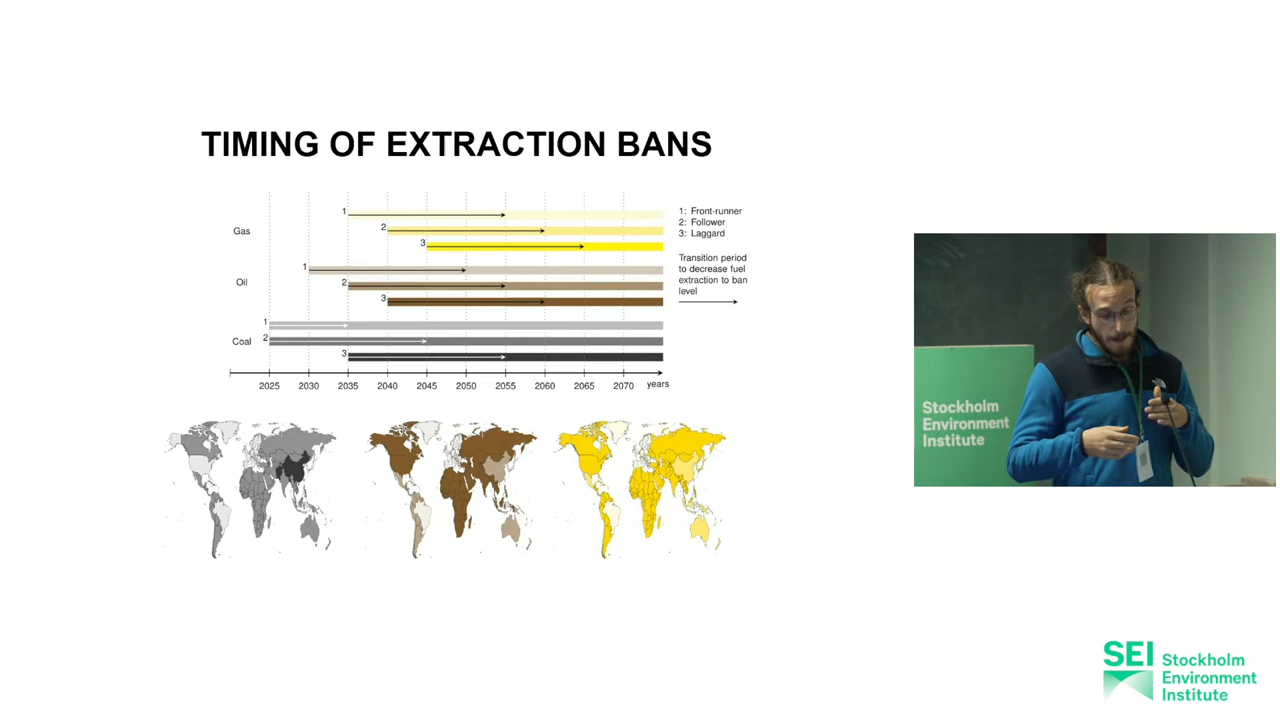 TIMING OF EXTRACTION BANS
Gas
Oil
Coal
1
2
3
1
2
3
1
2
3
2025 2030 2035 2040 2045 2050 2055 2060 2065 2070 years
1: Front-runner
2: Follower
3: Laggard
Transition period
to decrease fuel
extraction to ban
level
Stockholm
Environment
Institute
SEI Stockholm
Environment
Institute